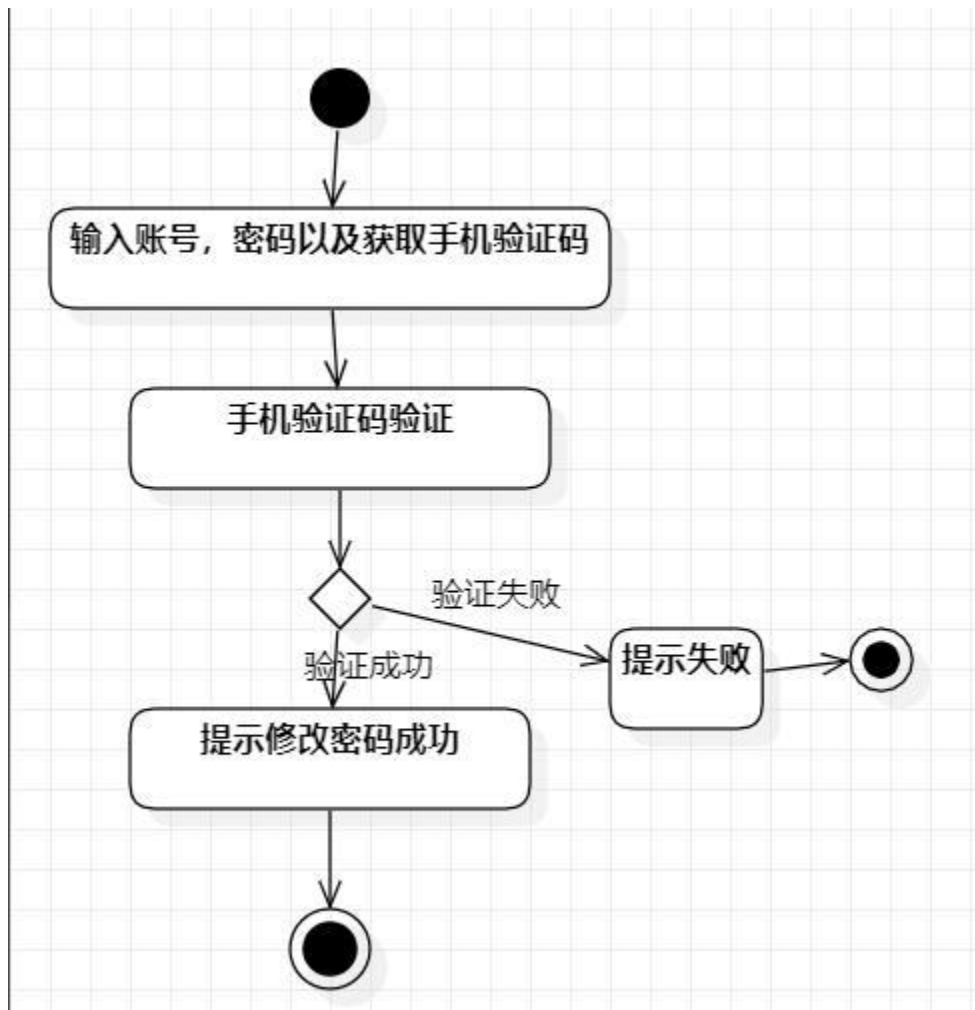 输入账号，密码以及获取手机验证码
手机验证码验证
验证失败
提示失败
验证成功
提示修改密码成功